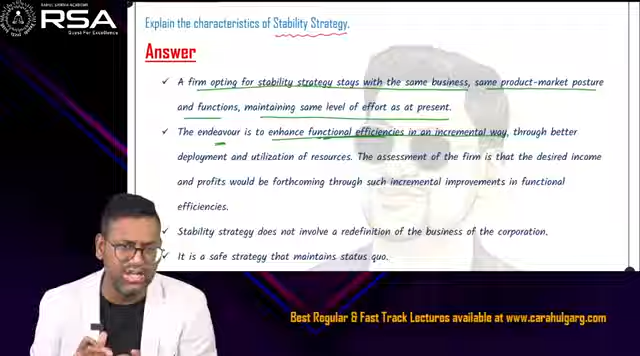 RAHUL SHARMA ACADEMY
RSA
Quest For Excellence
Explain the characteristics of Stability Strategy.
Answer
✓ A firm opting for stability strategy stays with the same business, same product-market posture
and functions, maintaining same level of effort as at present.
✓ The endeavour is to enhance functional efficiencies in an incremental way, through better
deployment and utilization of resources. The assessment of the firm is that the desired income
and profits would be forthcoming through such incremental improvements in functional
efficiencies.
✓ Stability strategy does not involve a redefinition of the business of the corporation.
✓ It is a safe strategy that maintains status quo.
Best Regular & Fast Track Lectures available at www.carahulgarg.com